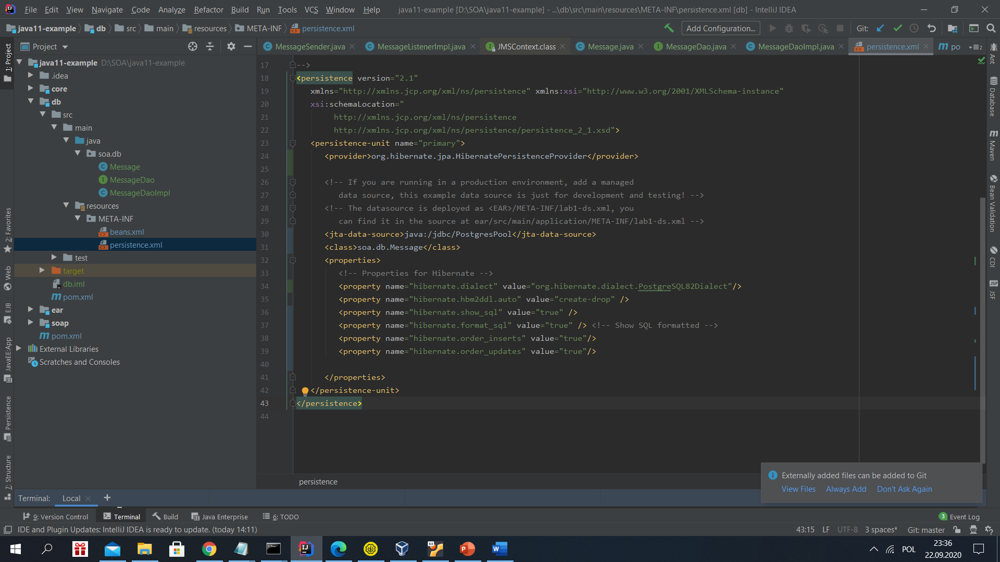 File Edit View Navigate Code Analyze Refactor Build Run Tools VCS Window Help java11-example [D:\SOA\java11-example] - ...\db\src\main\resources\META-INF\persistence.xml [db] - IntelliJ IDEA
java11-example db src main resources META-INF persistence.xml Add Configuration... Git:
Project MessageSender.java MessageListenerImpl.java JMSContext.class Message.java MessageDao.java MessageDaoImpl.java persistence.xml po 2
1: Project
2: Favorites
Web
EJB
JavaEE:App
Persistence
7: Structure
java11-example D:\SOA\java11-example
.idea
core
db
src
main
java
soa.db
Message
MessageDao
MessageDaoImpl
resources
META-INF
beans.xml
persistence.xml
test
target
db.iml
pom.xml
ear
soap
pom.xml
External Libraries
Scratches and Consoles
17 -->
18 <persistence version="2.1"
19 xmlns="http://xmlns.jcp.org/xml/ns/persistence" xmlns:xsi="http://www.w3.org/2001/XMLSchema-instance"
20 xsi:schemaLocation="
21 http://xmlns.jcp.org/xml/ns/persistence
22 http://xmlns.jcp.org/xml/ns/persistence/persistence_2_1.xsd">
23 <persistence-unit name="primary">
24 <provider>org.hibernate.jpa.HibernatePersistenceProvider</provider>
25
26 <!-- If you are running in a production environment, add a managed
27 data source, this example data source is just for development and testing! -->
28 <!-- The datasource is deployed as <EAR>/META-INF/lab1-ds.xml, you
29 can find it in the source at ear/src/main/application/META-INF/lab1-ds.xml -->
30 <jta-data-source>java:/jdbc/PostgresPool</jta-data-source>
31 <class>soa.db.Message</class>
32 <properties>
33 <!-- Properties for Hibernate -->
34 <property name="hibernate.dialect" value="org.hibernate.dialect.PostgreSQL82Dialect"/>
35 <property name="hibernate.hbm2ddl.auto" value="create-drop" />
36 <property name="hibernate.show_sql" value="true" />
37 <property name="hibernate.format_sql" value="true" /> <!-- Show SQL formatted -->
38 <property name="hibernate.order_inserts" value="true"/>
39 <property name="hibernate.order_updates" value="true"/>
40
41 </properties>
42 </persistence-unit>
43 </persistence>
44
persistence
Ant
Database
Maven
Bean Validation
CDI
JSF
Externally added files can be added to Git
View Files Always Add Don't Ask Again
Terminal: Local
9: Version Control Terminal Build Java Enterprise 6: TODO 3 Event Log
IDE and Plugin Updates: IntelliJ IDEA is ready to update. (today 14:11) 43:15 LF UTF-8 3 spaces* Git: master
POL
23:36
22.09.2020